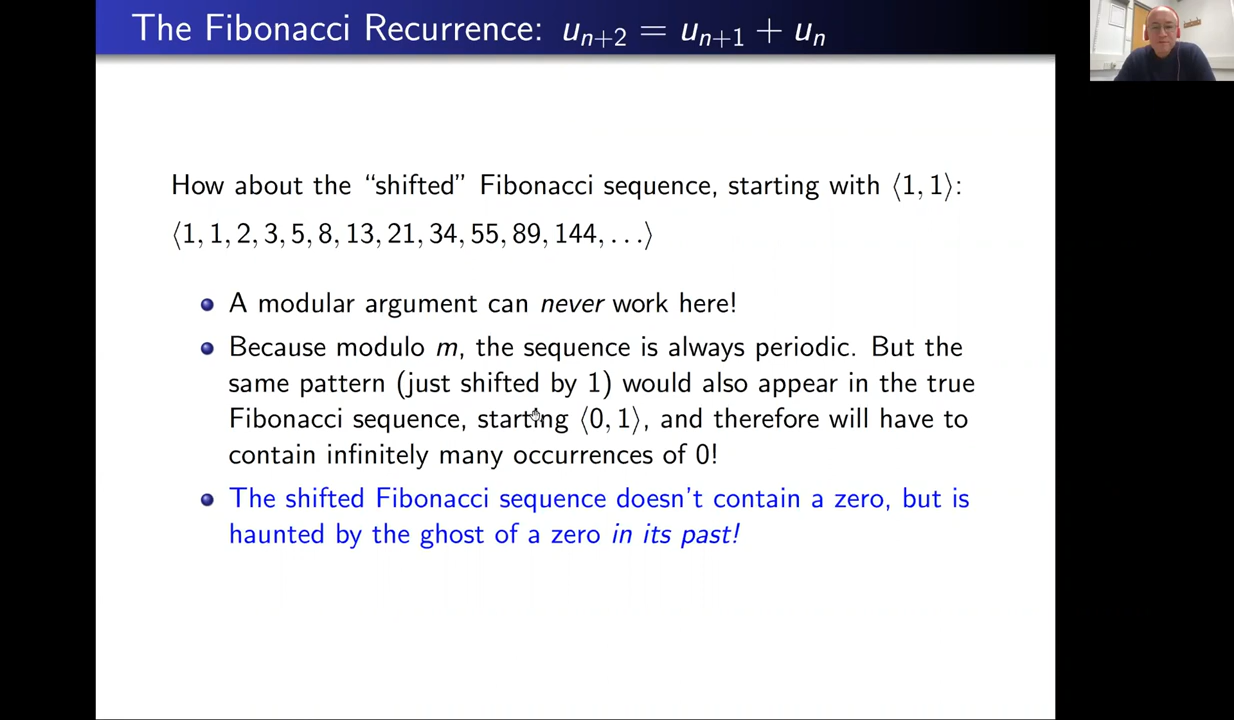 The Fibonacci Recurrence: uₙ₊₂ = uₙ₊₁ + uₙ
How about the “shifted” Fibonacci sequence, starting with ⟨1, 1⟩:
⟨1, 1, 2, 3, 5, 8, 13, 21, 34, 55, 89, 144, . . .⟩
A modular argument can never work here!
Because modulo m, the sequence is always periodic. But the
same pattern (just shifted by 1) would also appear in the true
Fibonacci sequence, starting ⟨0, 1⟩, and therefore will have to
contain infinitely many occurrences of 0!
The shifted Fibonacci sequence doesn't contain a zero, but is
haunted by the ghost of a zero in its past!